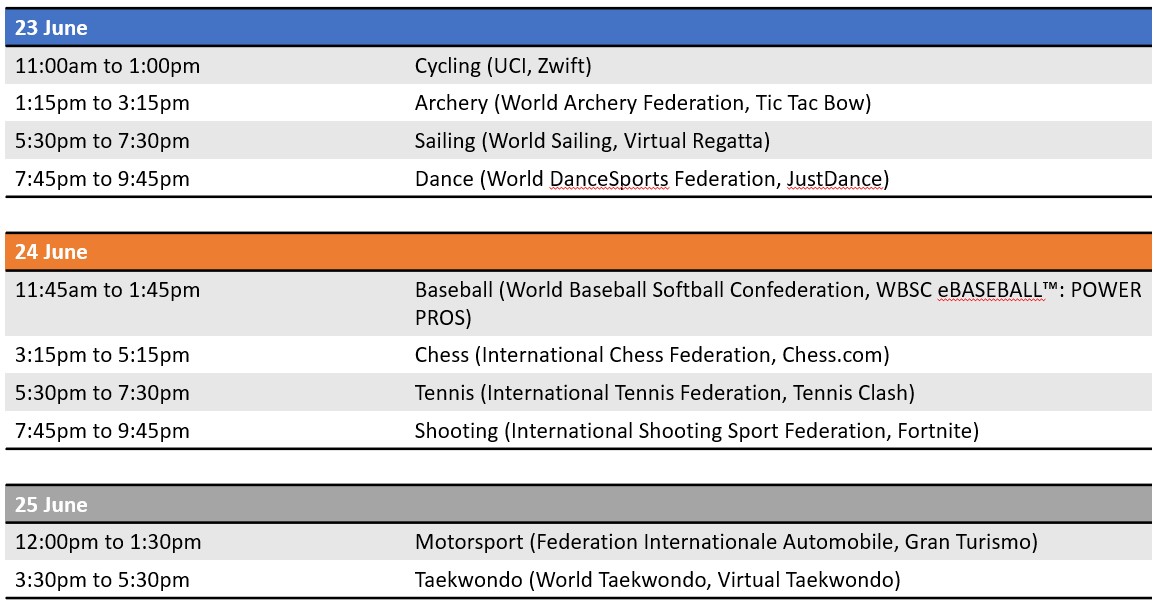 23 June
11:00am to 1:00pm Cycling (UCI, Zwift)
1:15pm to 3:15pm Archery (World Archery Federation, Tic Tac Bow)
5:30pm to 7:30pm Sailing (World Sailing, Virtual Regatta)
7:45pm to 9:45pm Dance (World DanceSports Federation, JustDance)
24 June
11:45am to 1:45pm Baseball (World Baseball Softball Confederation, WBSC eBASEBALL™: POWER
PROS)
3:15pm to 5:15pm Chess (International Chess Federation, Chess.com)
5:30pm to 7:30pm Tennis (International Tennis Federation, Tennis Clash)
7:45pm to 9:45pm Shooting (International Shooting Sport Federation, Fortnite)
25 June
12:00pm to 1:30pm Motorsport (Federation Internationale Automobile, Gran Turismo)
3:30pm to 5:30pm Taekwondo (World Taekwondo, Virtual Taekwondo)